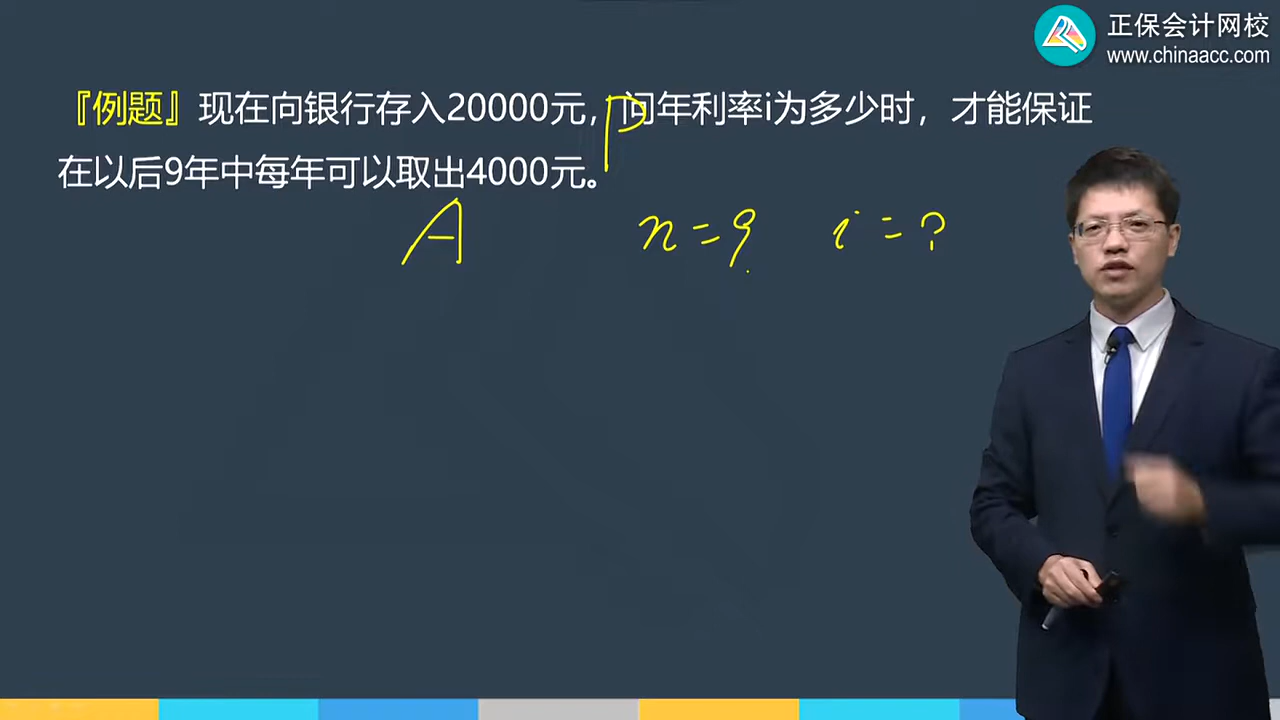 正保会计网校
www.chinaacc.com
『例题』现在向银行存入20000元，问年利率i为多少时，才能保证
在以后9年中每年可以取出4000元。
P
A n=9 i=?